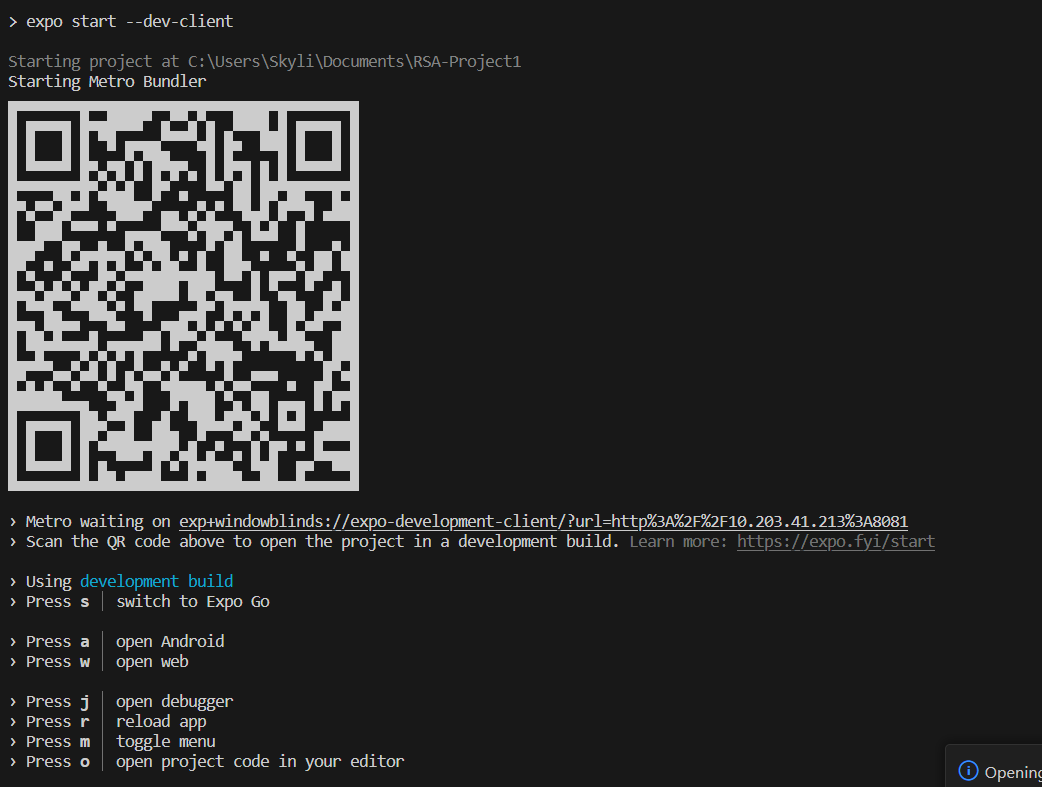 > expo start --dev-client
Starting project at C:\Users\Skyli\Documents\RSA-Project1
Starting Metro Bundler
› Metro waiting on exp+windowblinds://expo-development-client/?url=http%3A%2F%2F10.203.41.213%3A8081
› Scan the QR code above to open the project in a development build. Learn more: https://expo.fyi/start
› Using development build
› Press s │ switch to Expo Go
› Press a │ open Android
› Press w │ open web
› Press j │ open debugger
› Press r │ reload app
› Press m │ toggle menu
› Press o │ open project code in your editor
Opening